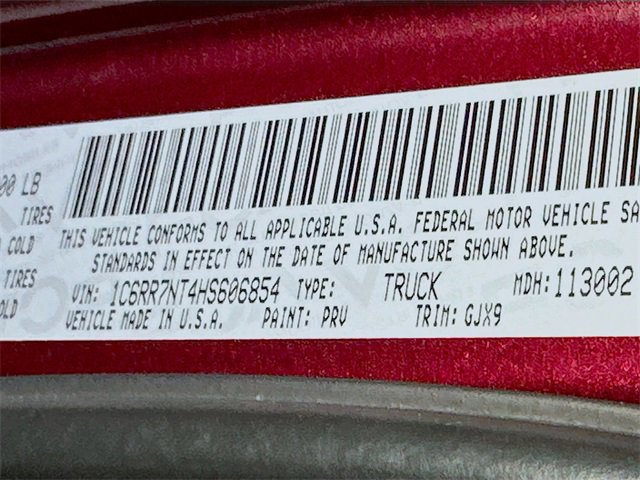 00 LB
TIRES
COLD
TIRES
OLD
THIS VEHICLE CONFORMS TO ALL APPLICABLE U.S.A. FEDERAL MOTOR VEHICLE SA
STANDARDS IN EFFECT ON THE DATE OF MANUFACTURE SHOWN ABOVE.
VIN: 1C6RR7NT4HS606854 TYPE: TRUCK MDH: 113002
VEHICLE MADE IN U.S.A. PAINT: PRV TRIM: GJX9